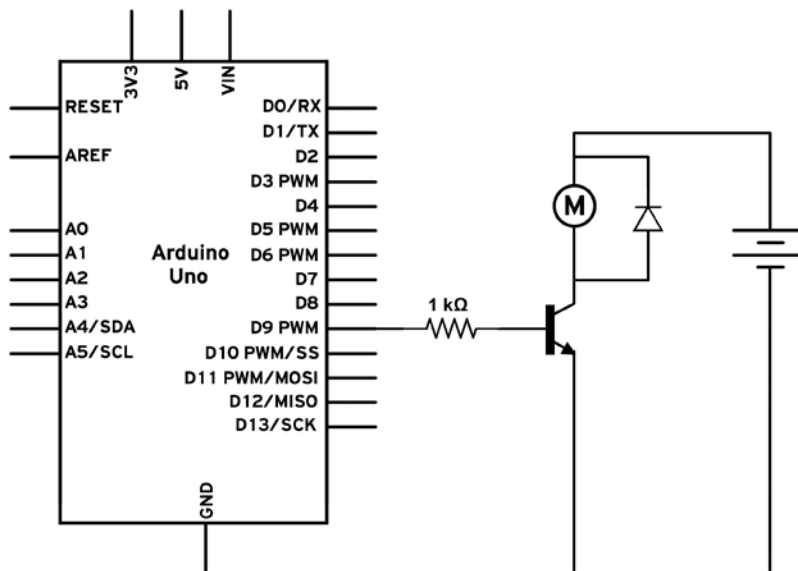 3V3
5V
VIN
RESET
AREF
A0
A1
A2
A3
A4/SDA
A5/SCL
Arduino
Uno
D0/RX
D1/TX
D2
D3 PWM
D4
D5 PWM
D6 PWM
D7
D8
D9 PWM
D10 PWM/SS
D11 PWM/MOSI
D12/MISO
D13/SCK
GND
1 kΩ
M